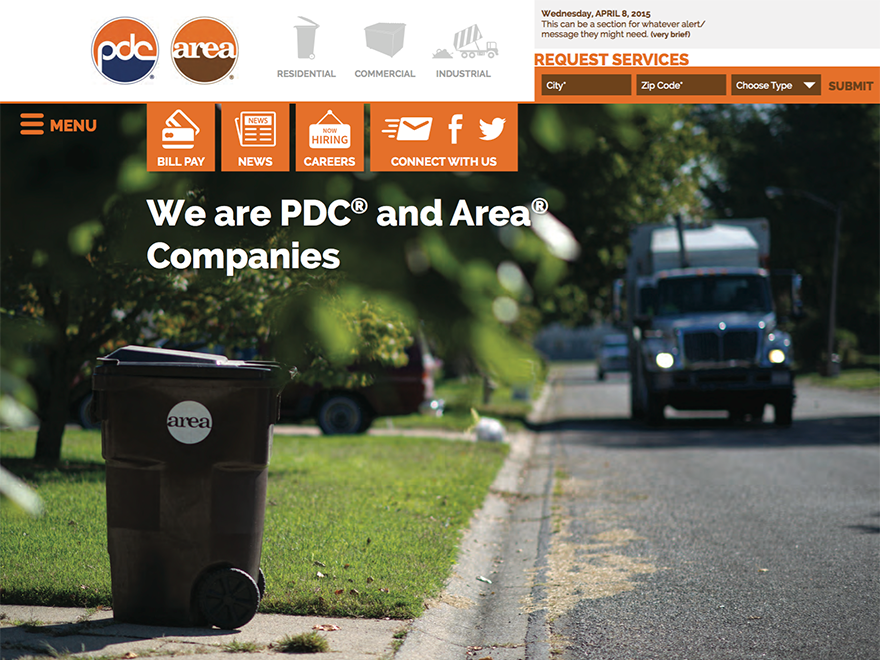 pdc
area
RESIDENTIAL
COMMERCIAL
INDUSTRIAL
Wednesday, APRIL 8, 2015
This can be a section for whatever alert/
message they might need. (very brief)
REQUEST SERVICES
City*
Zip Code*
Choose Type
SUBMIT
MENU
NEWS
NOW
HIRING
BILL PAY
NEWS
CAREERS
CONNECT WITH US
We are PDC® and Area®
Companies
area